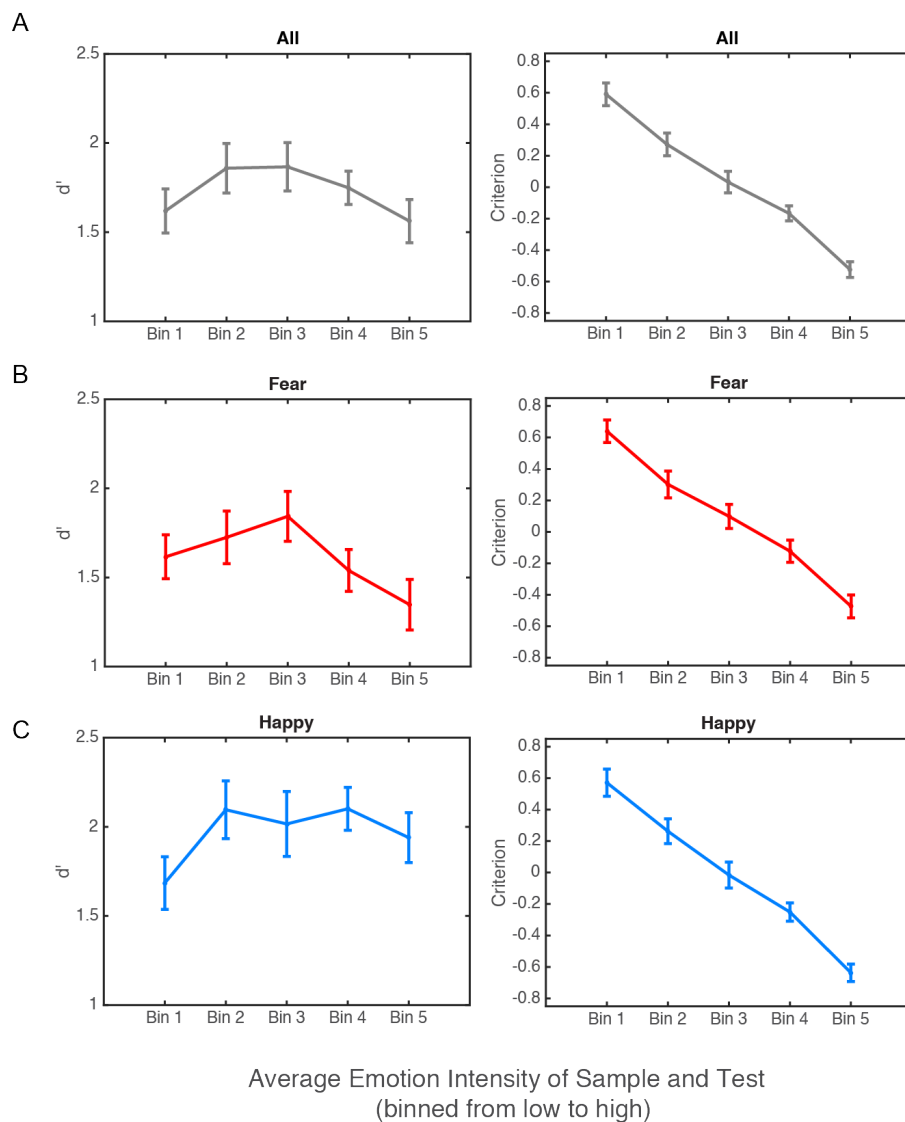 A
All
2.5
2
1.5
1
d'
Bin 1 Bin 2 Bin 3 Bin 4 Bin 5
All
0.8
0.6
0.4
0.2
0
-0.2
-0.4
-0.6
-0.8
Criterion
Bin 1 Bin 2 Bin 3 Bin 4 Bin 5
B
Fear
2.5
2
1.5
1
d'
Bin 1 Bin 2 Bin 3 Bin 4 Bin 5
Fear
0.8
0.6
0.4
0.2
0
-0.2
-0.4
-0.6
-0.8
Criterion
Bin 1 Bin 2 Bin 3 Bin 4 Bin 5
C
Happy
2.5
2
1.5
1
d'
Bin 1 Bin 2 Bin 3 Bin 4 Bin 5
Happy
0.8
0.6
0.4
0.2
0
-0.2
-0.4
-0.6
-0.8
Criterion
Bin 1 Bin 2 Bin 3 Bin 4 Bin 5
Average Emotion Intensity of Sample and Test
(binned from low to high)